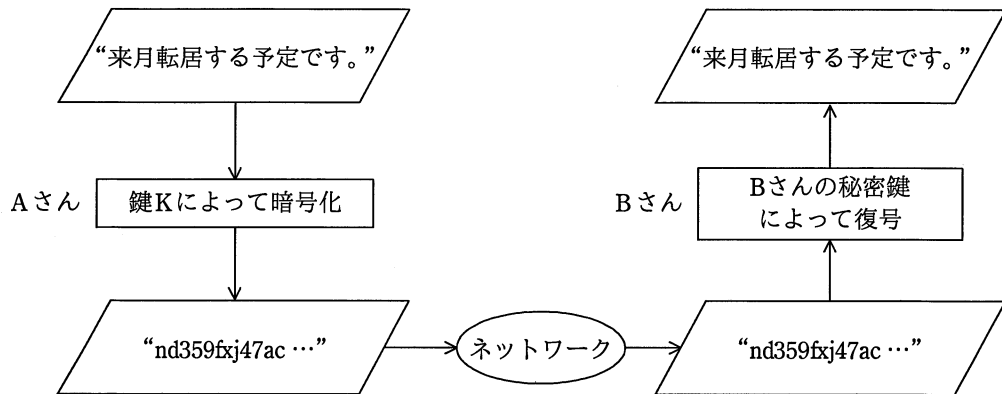 “来月転居する予定です。”
“来月転居する予定です。”
Aさん
鍵Kによって暗号化
Bさん
Bさんの秘密鍵
によって復号
“nd359fxj47ac …”
ネットワーク
“nd359fxj47ac …”